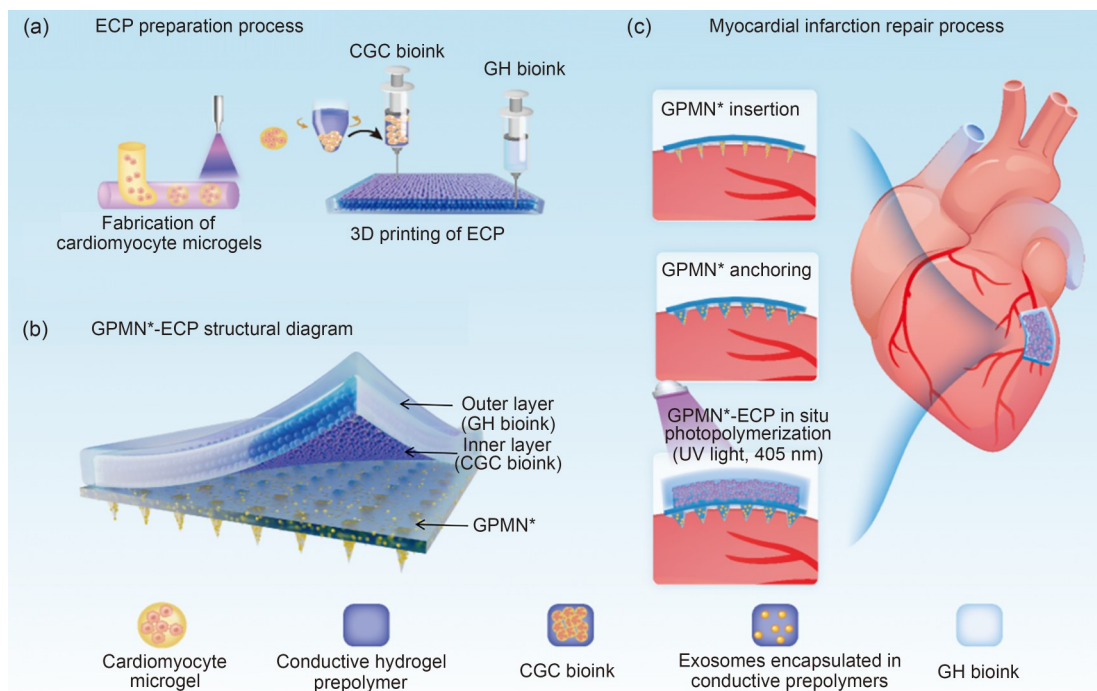 (a) ECP preparation process
CGC bioink
GH bioink
Fabrication of
cardiomyocyte microgels
3D printing of ECP
(b) GPMN*-ECP structural diagram
Outer layer
(GH bioink)
Inner layer
(CGC bioink)
GPMN*
(c) Myocardial infarction repair process
GPMN* insertion
GPMN* anchoring
GPMN*-ECP in situ
photopolymerization
(UV light, 405 nm)
Cardiomyocyte
microgel
Conductive hydrogel
prepolymer
CGC bioink
Exosomes encapsulated in
conductive prepolymers
GH bioink